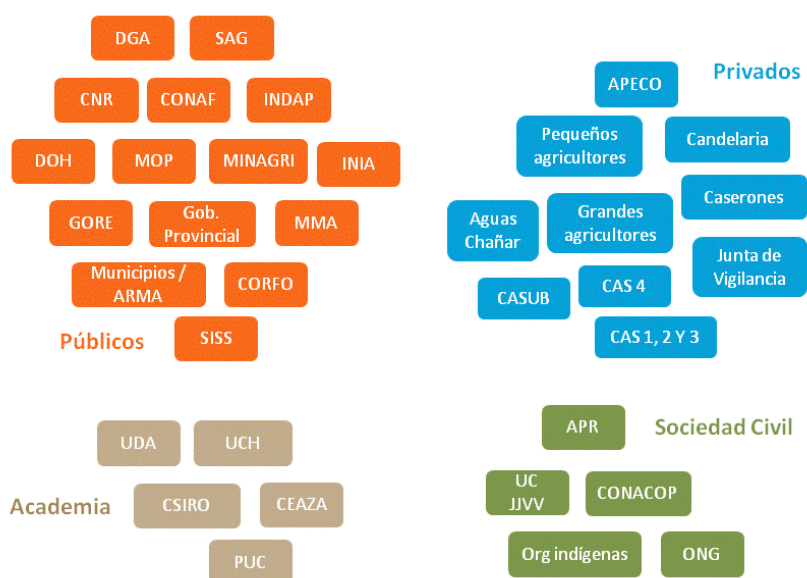 DGA
SAG
CNR
CONAF
INDAP
DOH
MOP
MINAGRI
INIA
GORE
Gob.
Provincial
MMA
Municipios /
ARMA
CORFO
Públicos
SISS
Privados
APECO
Pequeños
agricultores
Candelaria
Caserones
Aguas
Chañar
Grandes
agricultores
Junta de
Vigilancia
CASUB
CAS 4
CAS 1, 2 Y 3
UDA
UCH
Academia
CSIRO
CEAZA
PUC
APR
Sociedad Civil
UC
JJVV
CONACOP
Org indígenas
ONG